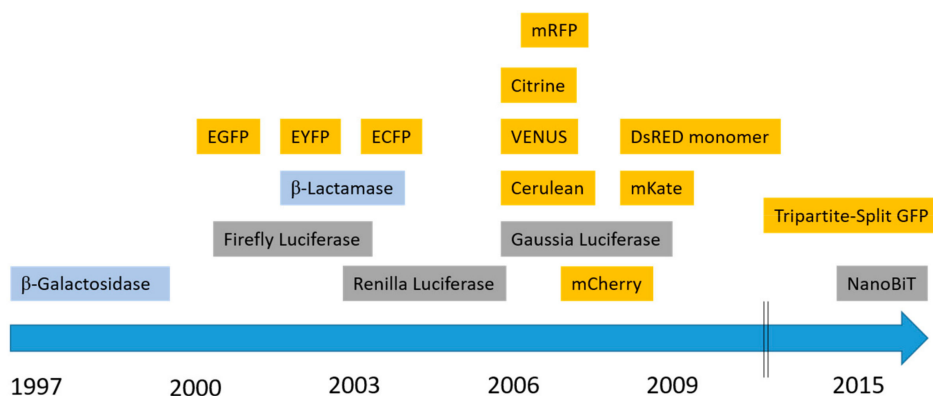 mRFP
Citrine
EGFP EYFP ECFP VENUS DsRED monomer
β-Lactamase Cerulean mKate
Tripartite-Split GFP
Firefly Luciferase Gaussia Luciferase
β-Galactosidase Renilla Luciferase mCherry NanoBiT
1997 2000 2003 2006 2009 2015